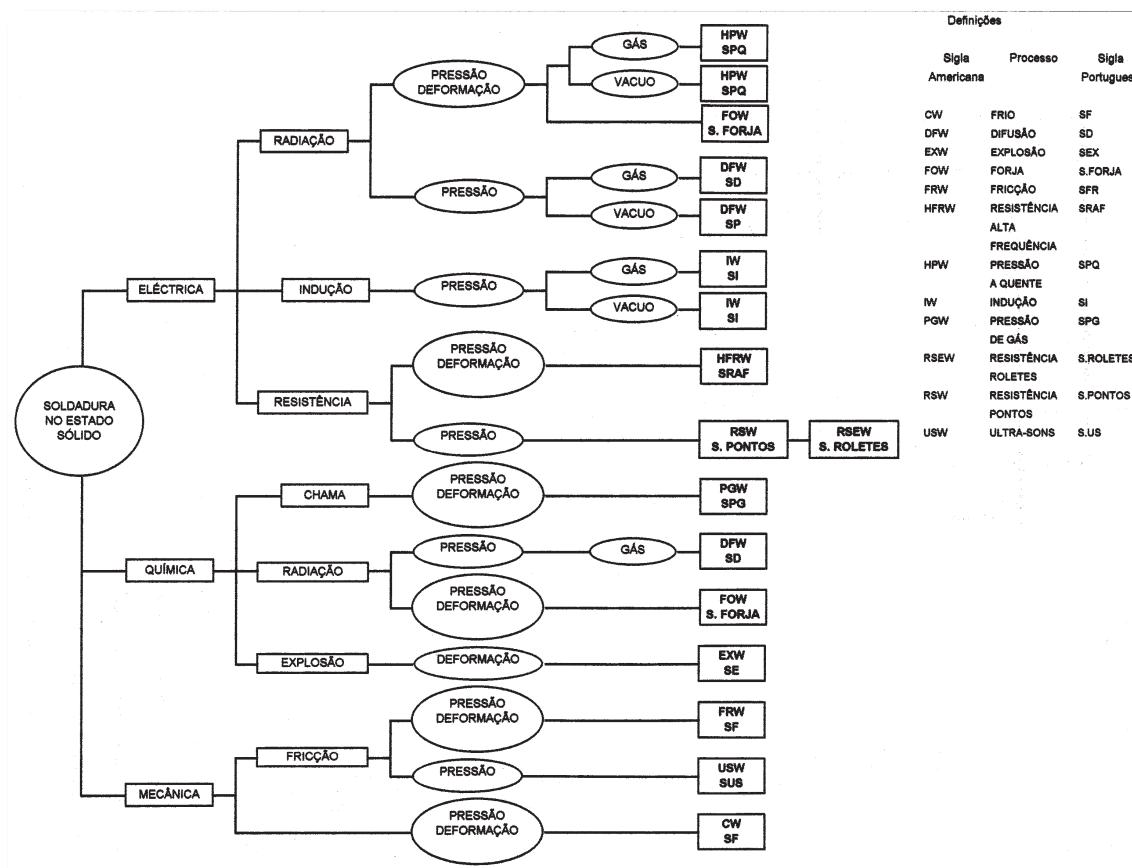 SOLDADURA
NO ESTADO
SÓLIDO
ELÉCTRICA
RADIAÇÃO
PRESSÃO
DEFORMAÇÃO
GÁS
HPW
SPQ
VACUO
HPW
SPQ
FOW
S. FORJA
PRESSÃO
GÁS
DFW
SD
VACUO
DFW
SP
INDUÇÃO
PRESSÃO
GÁS
IW
SI
VACUO
IW
SI
RESISTÊNCIA
PRESSÃO
DEFORMAÇÃO
HFRW
SRAF
PRESSÃO
RSW
S. PONTOS
RSEW
S. ROLETES
QUÍMICA
CHAMA
PRESSÃO
DEFORMAÇÃO
PGW
SPG
RADIAÇÃO
PRESSÃO
GÁS
DFW
SD
PRESSÃO
DEFORMAÇÃO
FOW
S. FORJA
EXPLOSÃO
DEFORMAÇÃO
EXW
SE
MECÂNICA
FRICÇÃO
PRESSÃO
DEFORMAÇÃO
FRW
SF
PRESSÃO
USW
SUS
PRESSÃO
DEFORMAÇÃO
CW
SF
Definições
Sigla Processo Sigla
Americana Portugues
CW FRIO SF
DFW DIFUSÃO SD
EXW EXPLOSÃO SEX
FOW FORJA S.FORJA
FRW FRICÇÃO SFR
HFRW RESISTÊNCIA SRAF
ALTA
FREQUÊNCIA
HPW PRESSÃO SPQ
A QUENTE
IW INDUÇÃO SI
PGW PRESSÃO SPG
DE GÁS
RSEW RESISTÊNCIA S.ROLETES
ROLETES
RSW RESISTÊNCIA S.PONTOS
PONTOS
USW ULTRA-SONS S.US